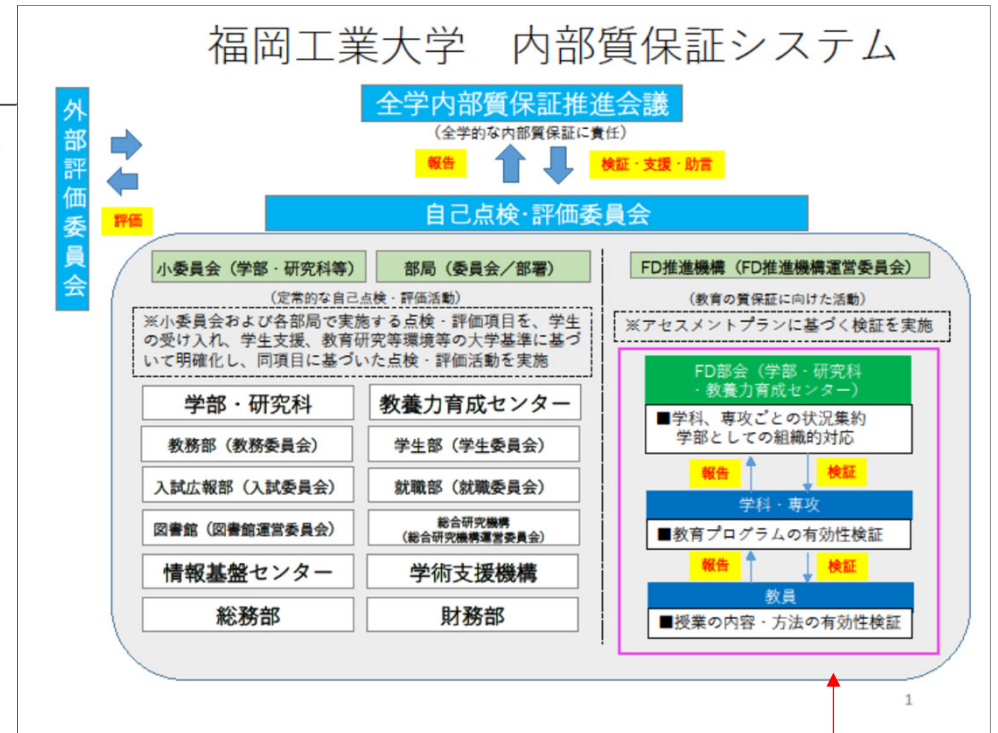 福岡工業大学　内部質保証システム
外部評価委員会
全学内部質保証推進会議
(全学的な内部質保証に責任)
報告
検証・支援・助言
評価
自己点検・評価委員会
小委員会（学部・研究科等）
部局（委員会／部署）
(定常的な自己点検・評価活動)
※小委員会および各部局で実施する点検・評価項目を、学生
の受け入れ、学生支援、教育研究等環境等の大学基準に基づ
いて明確化し、同項目に基づいた点検・評価活動を実施
学部・研究科
教養力育成センター
教務部（教務委員会）
学生部（学生委員会）
入試広報部（入試委員会）
就職部（就職委員会）
図書館（図書館運営委員会）
総合研究機構
（総合研究機構運営委員会）
情報基盤センター
学術支援機構
総務部
財務部
FD推進機構（FD推進機構運営委員会）
(教育の質保証に向けた活動)
※アセスメントプランに基づく検証を実施
FD部会（学部・研究科
・教養力育成センター）
■学科、専攻ごとの状況集約
学部としての組織的対応
報告
検証
学科・専攻
■教育プログラムの有効性検証
報告
検証
教員
■授業の内容・方法の有効性検証
1